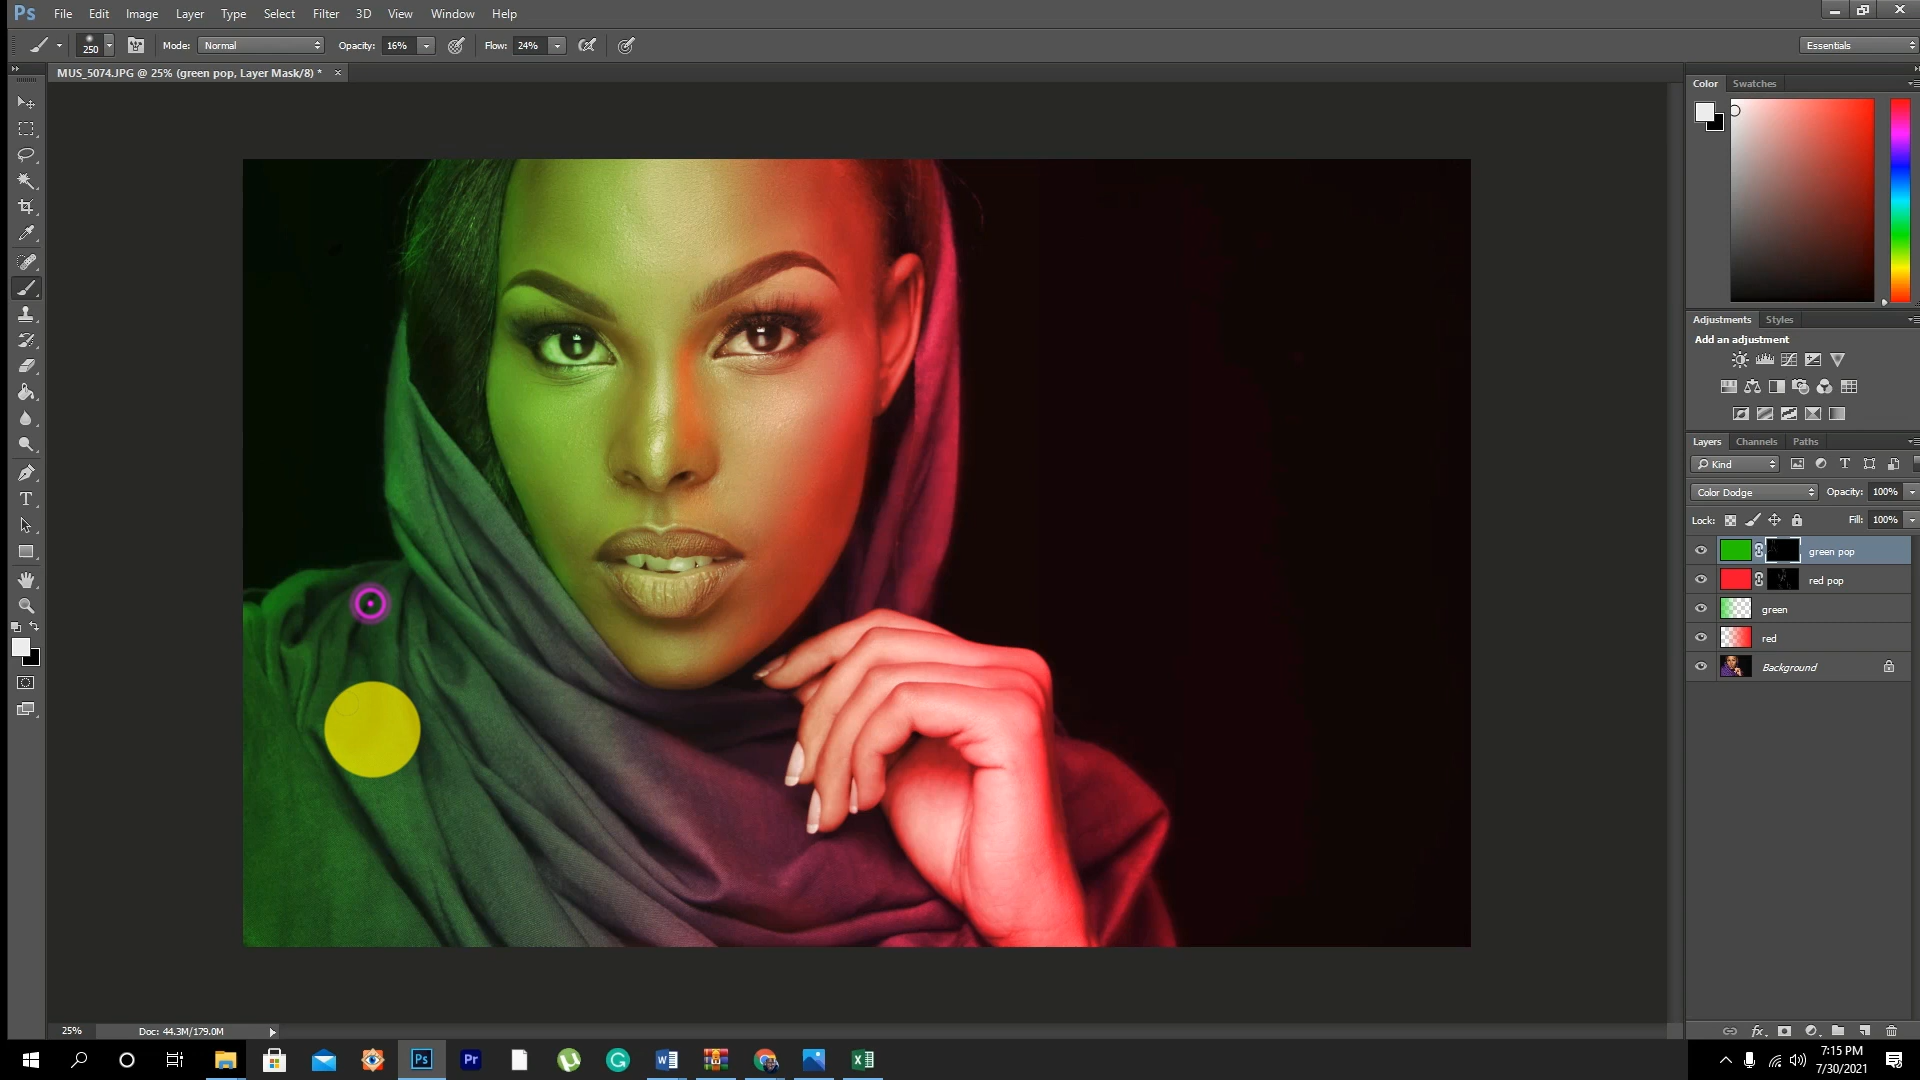 Ps File Edit Image Layer Type Select Filter 3D View Window Help
250 Mode: Normal Opacity: 16% Flow: 24% Essentials
MUS_5074.JPG @ 25% (green pop, Layer Mask/8) * ×
Color Swatches
Adjustments Styles
Add an adjustment
Layers Channels Paths
Kind
Color Dodge Opacity: 100%
Lock: Fill: 100%
green pop
red pop
green
red
Background
25% Doc: 44.3M/179.0M
fx
Ps Pr
7:15 PM
7/30/2021